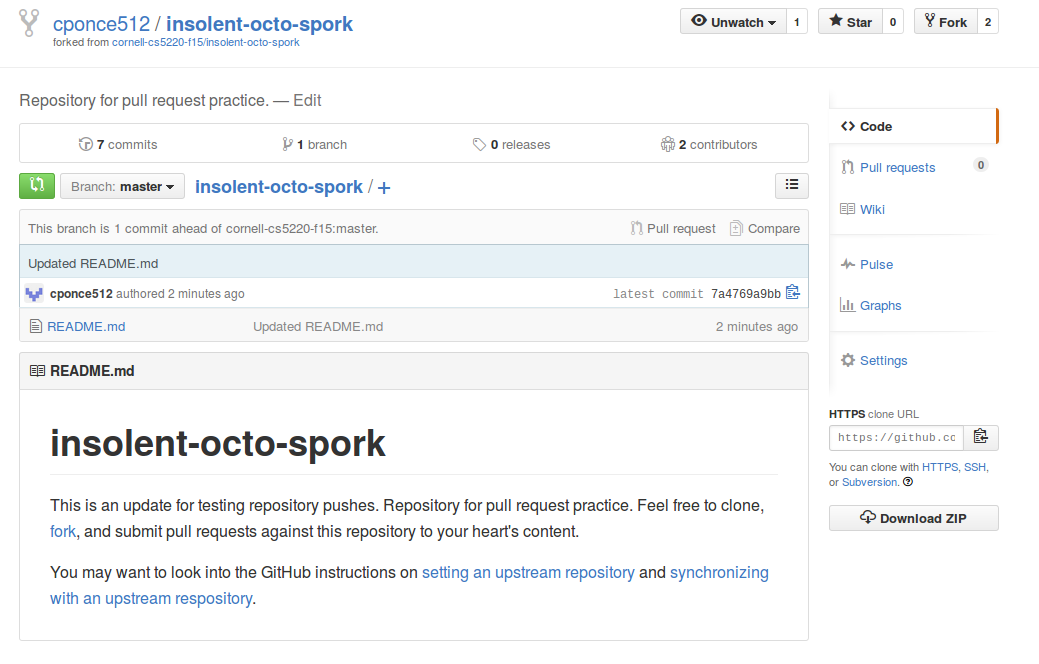 cponce512 / insolent-octo-spork
forked from cornell-cs5220-f15/insolent-octo-spork
Unwatch 1 Star 0 Fork 2
Repository for pull request practice. — Edit
7 commits 1 branch 0 releases 2 contributors
Branch: master insolent-octo-spork / +
This branch is 1 commit ahead of cornell-cs5220-f15:master. Pull request Compare
Updated README.md
cponce512 authored 2 minutes ago latest commit 7a4769a9bb
README.md Updated README.md 2 minutes ago
README.md
insolent-octo-spork
This is an update for testing repository pushes. Repository for pull request practice. Feel free to clone,
fork, and submit pull requests against this repository to your heart's content.
You may want to look into the GitHub instructions on setting an upstream repository and synchronizing
with an upstream respository.
Code
Pull requests 0
Wiki
Pulse
Graphs
Settings
HTTPS clone URL
https://github.cc
You can clone with HTTPS, SSH,
or Subversion.
Download ZIP